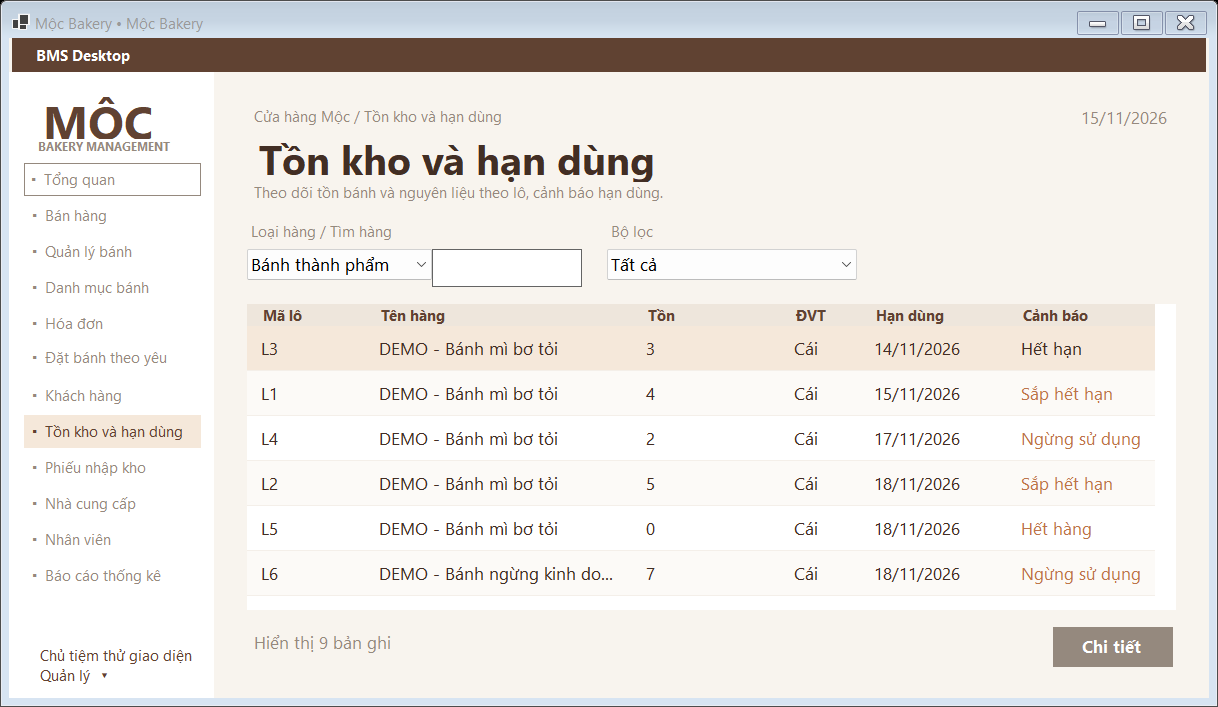 Mộc Bakery • Mộc Bakery
BMS Desktop
MỘC
BAKERY MANAGEMENT
Tổng quan
Bán hàng
Quản lý bánh
Danh mục bánh
Hóa đơn
Đặt bánh theo yêu
Khách hàng
Tồn kho và hạn dùng
Phiếu nhập kho
Nhà cung cấp
Nhân viên
Báo cáo thống kê
Chủ tiệm thử giao diện
Quản lý
Cửa hàng Mộc / Tồn kho và hạn dùng
15/11/2026
Tồn kho và hạn dùng
Theo dõi tồn bánh và nguyên liệu theo lô, cảnh báo hạn dùng.
Loại hàng / Tìm hàng Bộ lọc
Bánh thành phẩm Tất cả
Mã lô Tên hàng Tồn ĐVT Hạn dùng Cảnh báo
L3 DEMO - Bánh mì bơ tỏi 3 Cái 14/11/2026 Hết hạn
L1 DEMO - Bánh mì bơ tỏi 4 Cái 15/11/2026 Sắp hết hạn
L4 DEMO - Bánh mì bơ tỏi 2 Cái 17/11/2026 Ngừng sử dụng
L2 DEMO - Bánh mì bơ tỏi 5 Cái 18/11/2026 Sắp hết hạn
L5 DEMO - Bánh mì bơ tỏi 0 Cái 18/11/2026 Hết hàng
L6 DEMO - Bánh ngừng kinh do... 7 Cái 18/11/2026 Ngừng sử dụng
Hiển thị 9 bản ghi
Chi tiết